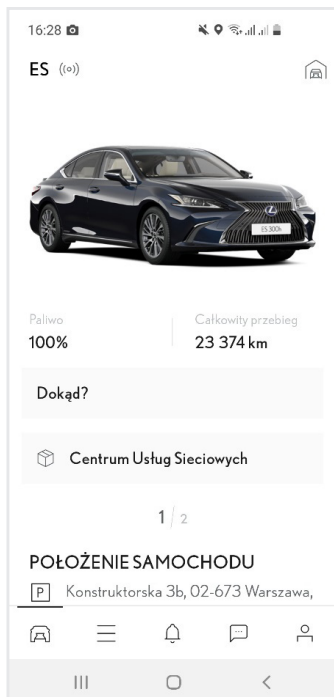 16:28
ES
ES 300h
Paliwo
Całkowity przebieg
100%
23 374 km
Dokąd?
Centrum Usług Sieciowych
1 / 2
POŁOŻENIE SAMOCHODU
P
Konstruktorska 3b, 02-673 Warszawa,